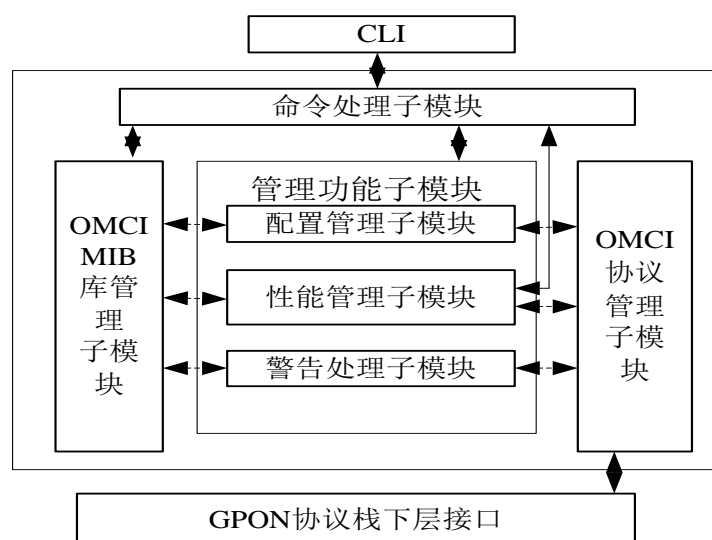 CLI
命令处理子模块
管理功能子模块
OMCI
MIB
库管
理
子模
块
配置管理子模块
性能管理子模块
警告处理子模块
OMCI
协议
管理
子模
块
GPON协议栈下层接口